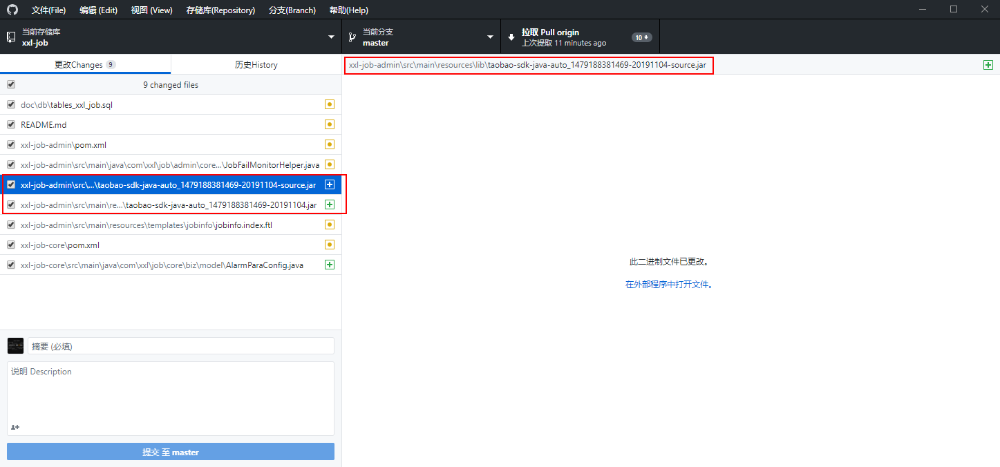 文件(File) 编辑 (Edit) 视图 (View) 存储库(Repository) 分支(Branch) 帮助(Help)
当前存储库
xxl-job
当前分支
master
拉取 Pull origin
上次提取 11 minutes ago
10
更改Changes 9
历史History
9 changed files
doc\db\tables_xxl_job.sql
README.md
xxl-job-admin\pom.xml
xxl-job-admin\src\main\java\com\xxl\job\admin\core...\JobFailMonitorHelper.java
xxl-job-admin\src\...\taobao-sdk-java-auto_1479188381469-20191104-source.jar
xxl-job-admin\src\main\re...\taobao-sdk-java-auto_1479188381469-20191104.jar
xxl-job-admin\src\main\resources\templates\jobinfo\jobinfo.index.ftl
xxl-job-core\pom.xml
xxl-job-core\src\main\java\com\xxl\job\core\biz\model\AlarmParaConfig.java
摘要 (必填)
说明 Description
提交 至 master
xxl-job-admin\src\main\resources\lib\taobao-sdk-java-auto_1479188381469-20191104-source.jar
此二进制文件已更改。
在外部程序中打开文件。